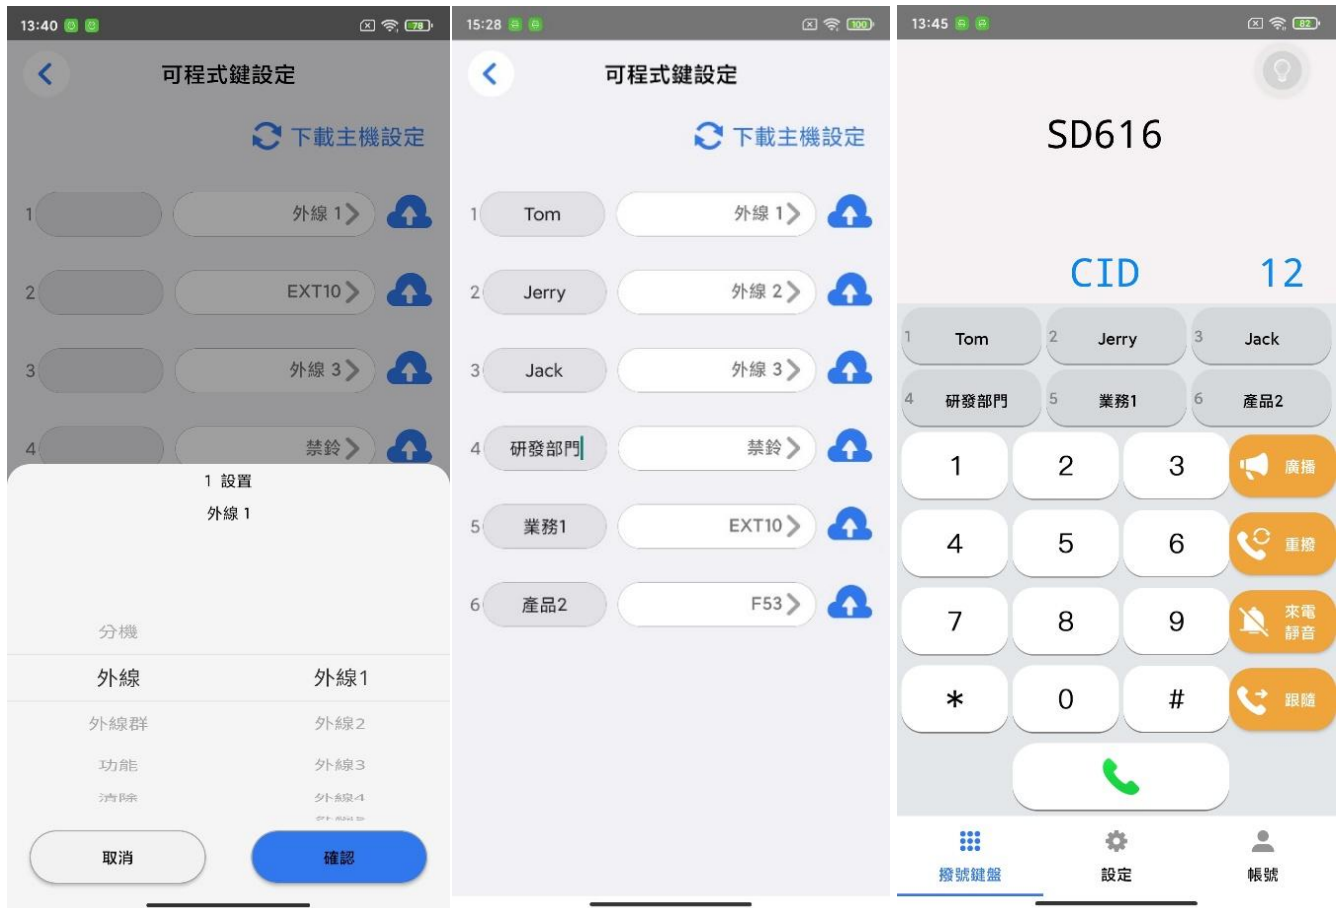 13:40
78
可程式鍵設定
下載主機設定
1 外線 1
2 EXT10
3 外線 3
4 禁鈴
1 設置
外線 1
分機
外線 外線1
外線群 外線2
功能 外線3
清除 外線4
取消 確認
15:28
100
可程式鍵設定
下載主機設定
1 Tom 外線 1
2 Jerry 外線 2
3 Jack 外線 3
4 研發部門 禁鈴
5 業務1 EXT10
6 產品2 F53
13:45
82
SD616
CID 12
1 Tom 2 Jerry 3 Jack
4 研發部門 5 業務1 6 產品2
1 2 3 廣播
4 5 6 重撥
7 8 9 來電
靜音
* 0 # 跟隨
撥號鍵盤 設定 帳號